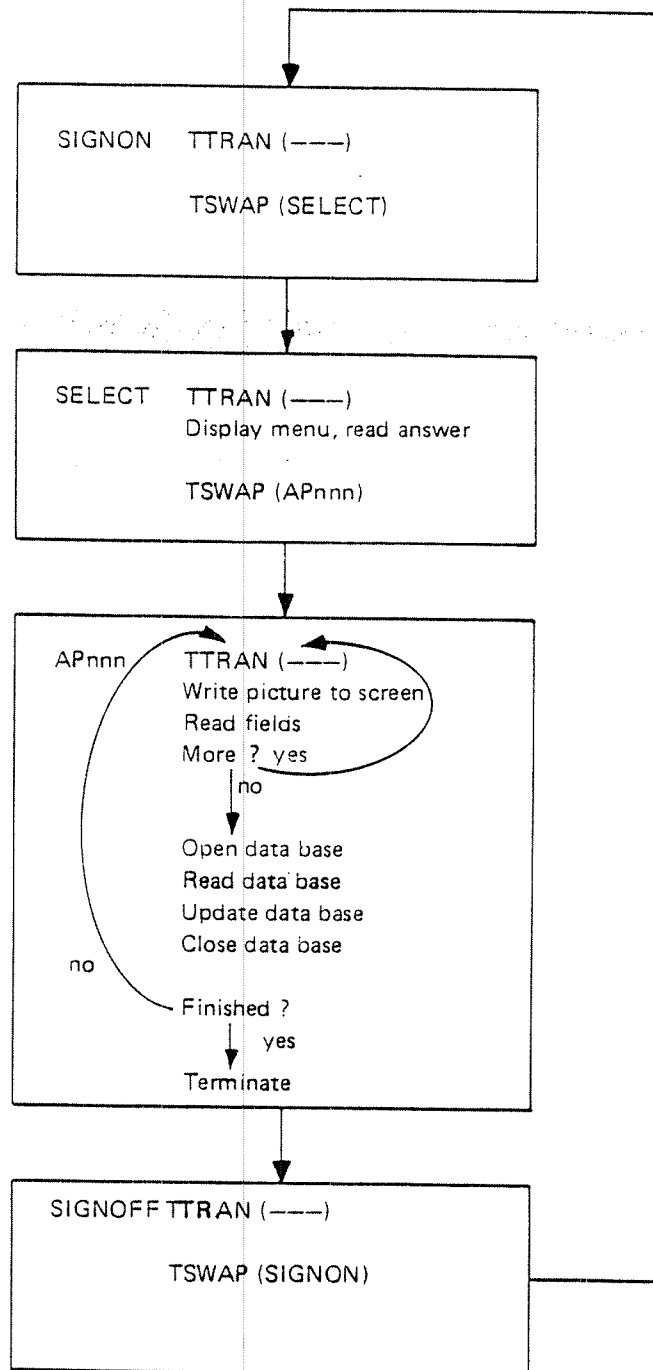 SIGNON TTRAN (———)
TSWAP (SELECT)
SELECT TTRAN (———)
Display menu, read answer
TSWAP (APnnn)
APnnn TTRAN (———)
Write picture to screen
Read fields
More ? yes
no
Open data base
Read data base
Update data base
Close data base
no
Finished ?
yes
Terminate
SIGNOFF TTRAN (———)
TSWAP (SIGNON)